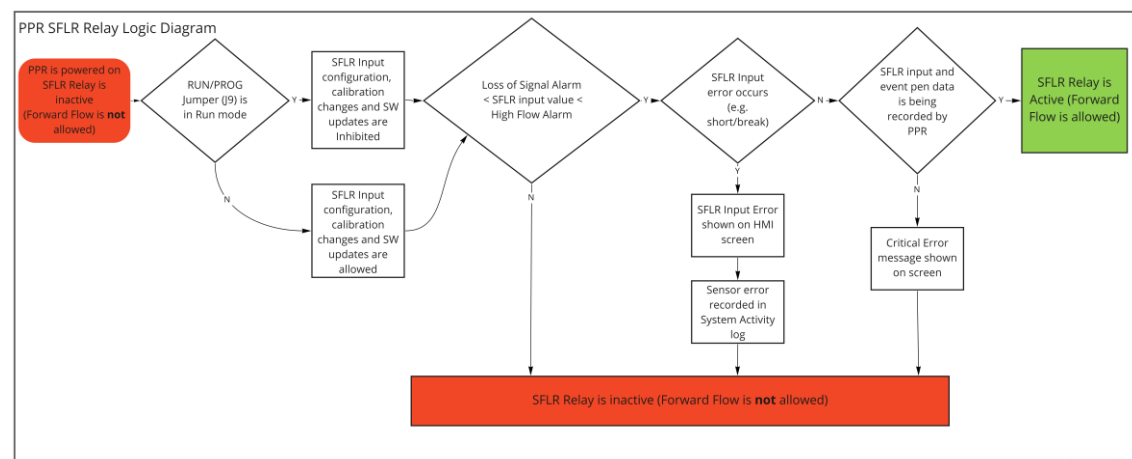 PPR SFLR Relay Logic Diagram
PPR is powered on
SFLR Relay is
inactive
(Forward Flow is not
allowed)
RUN/PROG
Jumper (J9) is
in Run mode
Y
N
SFLR Input
configuration,
calibration
changes and SW
updates are
Inhibited
SFLR Input
configuration,
calibration
changes and SW
updates are
allowed
Loss of Signal Alarm
< SFLR input value <
High Flow Alarm
Y
N
SFLR Input
error occurs
(e.g.
short/break)
N
Y
SFLR Input Error
shown on HMI
screen
Sensor error
recorded in
System Activity
log
SFLR input and
event pen data
is being
recorded by
PPR
Y
N
Critical Error
message shown
on screen
SFLR Relay is
Active (Forward
Flow is allowed)
SFLR Relay is inactive (Forward Flow is not allowed)